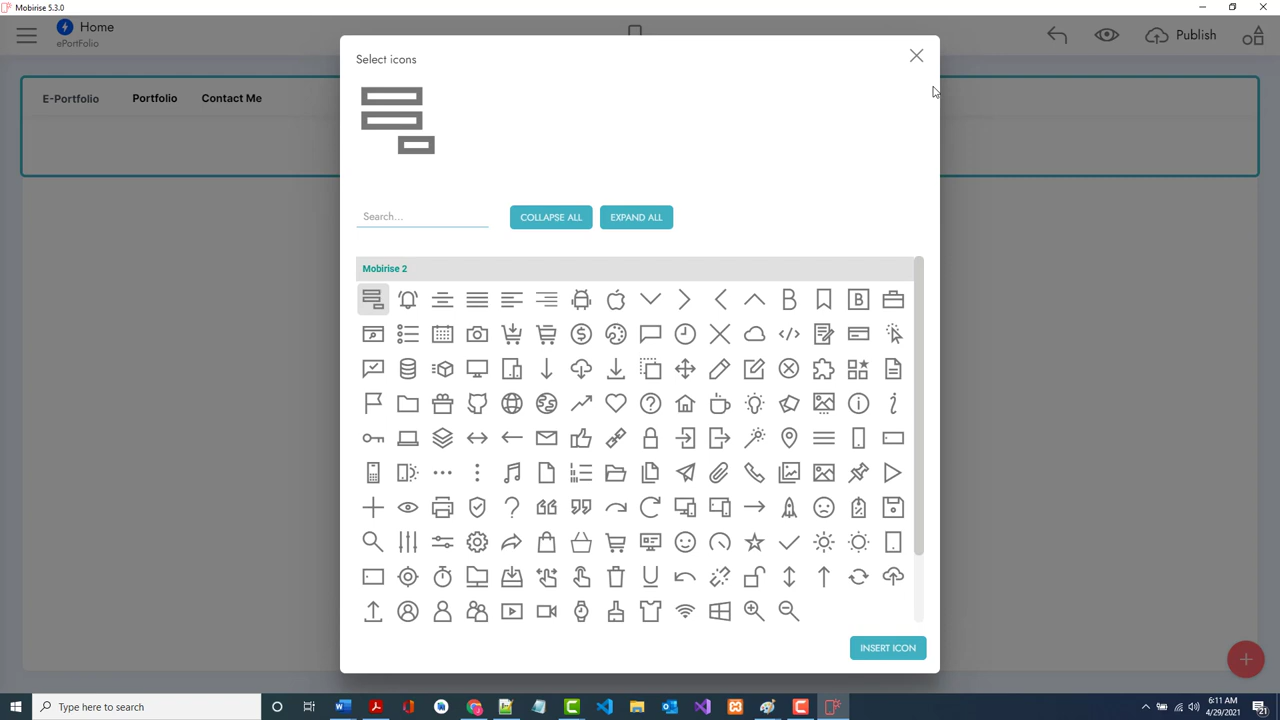 Mobirise 5.3.0
Home
ePortFolio
Publish
Select icons
E-Portfolio
Portfolio
Contact Me
Search...
COLLAPSE ALL
EXPAND ALL
Mobirise 2
INSERT ICON
Type here to search
6:11 AM
4/29/2021
21